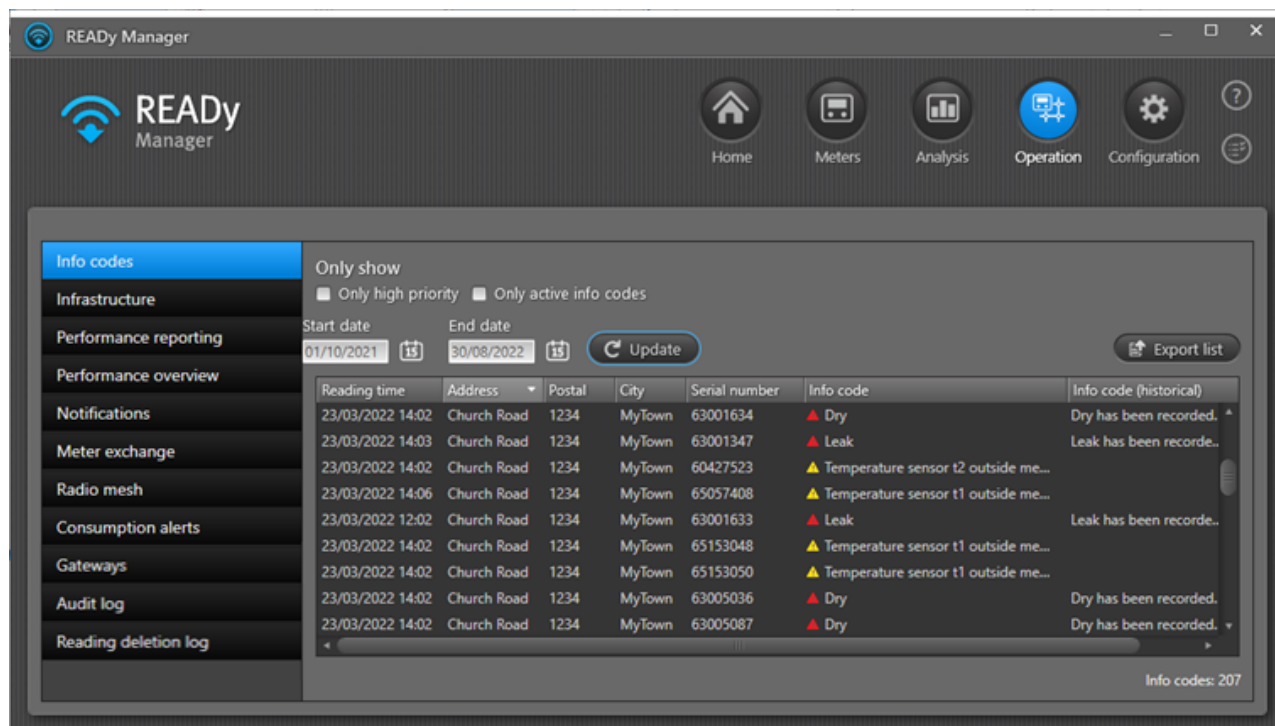 READy Manager
READy
Manager
?
Home Meters Analysis Operation Configuration
Info codes
Infrastructure
Performance reporting
Performance overview
Notifications
Meter exchange
Radio mesh
Consumption alerts
Gateways
Audit log
Reading deletion log
Only show
Only high priority Only active info codes
Start date End date
01/10/2021 15 30/08/2022 15 Update Export list
Reading time Address Postal City Serial number Info code Info code (historical)
23/03/2022 14:02 Church Road 1234 MyTown 63001634 Dry Dry has been recorded.
23/03/2022 14:03 Church Road 1234 MyTown 63001347 Leak Leak has been recorde..
23/03/2022 14:02 Church Road 1234 MyTown 60427523 Temperature sensor t2 outside me...
23/03/2022 14:06 Church Road 1234 MyTown 65057408 Temperature sensor t1 outside me...
23/03/2022 12:02 Church Road 1234 MyTown 63001633 Leak Leak has been recorde..
23/03/2022 14:02 Church Road 1234 MyTown 65153048 Temperature sensor t1 outside me...
23/03/2022 14:02 Church Road 1234 MyTown 65153050 Temperature sensor t1 outside me...
23/03/2022 14:02 Church Road 1234 MyTown 63005036 Dry Dry has been recorded.
23/03/2022 14:02 Church Road 1234 MyTown 63005087 Dry Dry has been recorded.
Info codes: 207